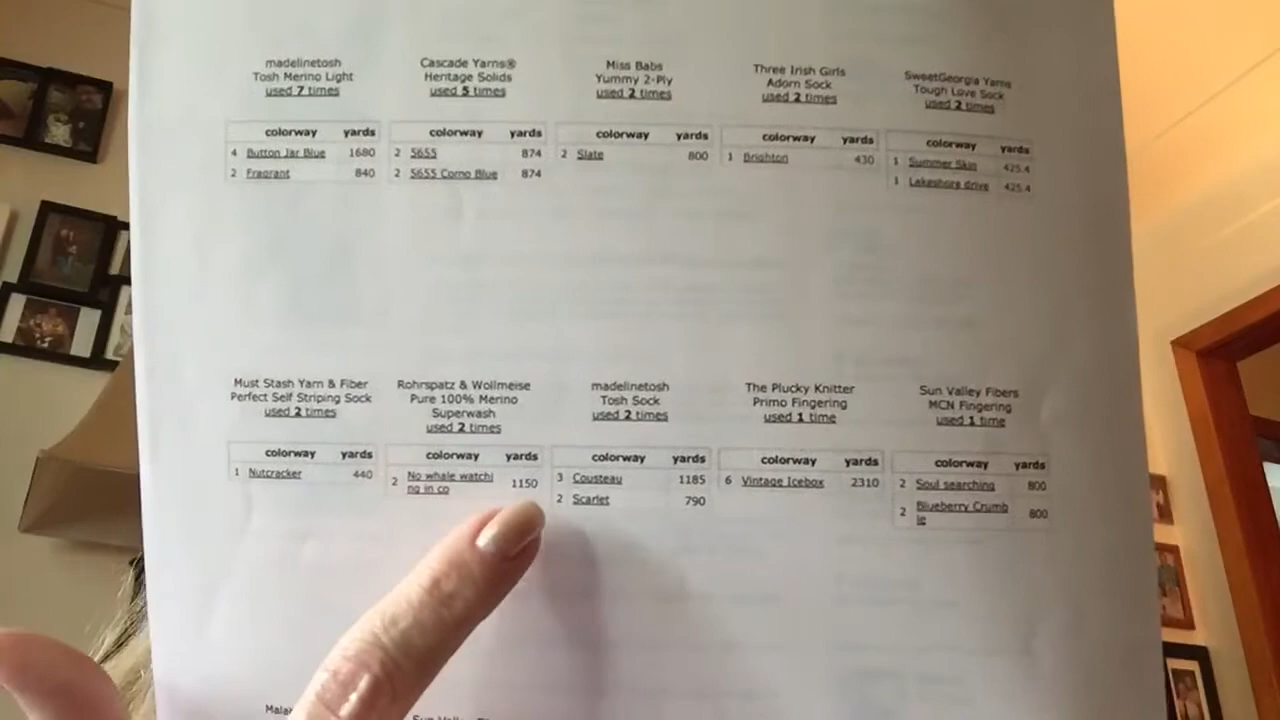 madelinetosh
Tosh Merino Light
used 7 times
colorway yards
4 Button Jar Blue 1680
2 Fragrant 840
Cascade Yarns®
Heritage Solids
used 5 times
colorway yards
2 5655 874
2 5655 Como Blue 874
Miss Babs
Yummy 2-Ply
used 2 times
colorway yards
2 Slate 800
Three Irish Girls
Adorn Sock
used 2 times
colorway yards
1 Brighton 430
SweetGeorgia Yarns
Tough Love Sock
used 2 times
colorway yards
1 Summer Skin 425.4
1 Lakeshore drive 425.4
Must Stash Yarn & Fiber
Perfect Self Striping Sock
used 2 times
colorway yards
1 Nutcracker 440
Rohrspatz & Wollmeise
Pure 100% Merino
Superwash
used 2 times
colorway yards
2 No whale watchi 1150
ng in co
madelinetosh
Tosh Sock
used 2 times
colorway yards
3 Cousteau 1185
2 Scarlet 790
The Plucky Knitter
Primo Fingering
used 1 time
colorway yards
6 Vintage Icebox 2310
Sun Valley Fibers
MCN Fingering
used 1 time
colorway yards
2 Soul searching 800
2 Blueberry Crumb 800
le
Sun Valley